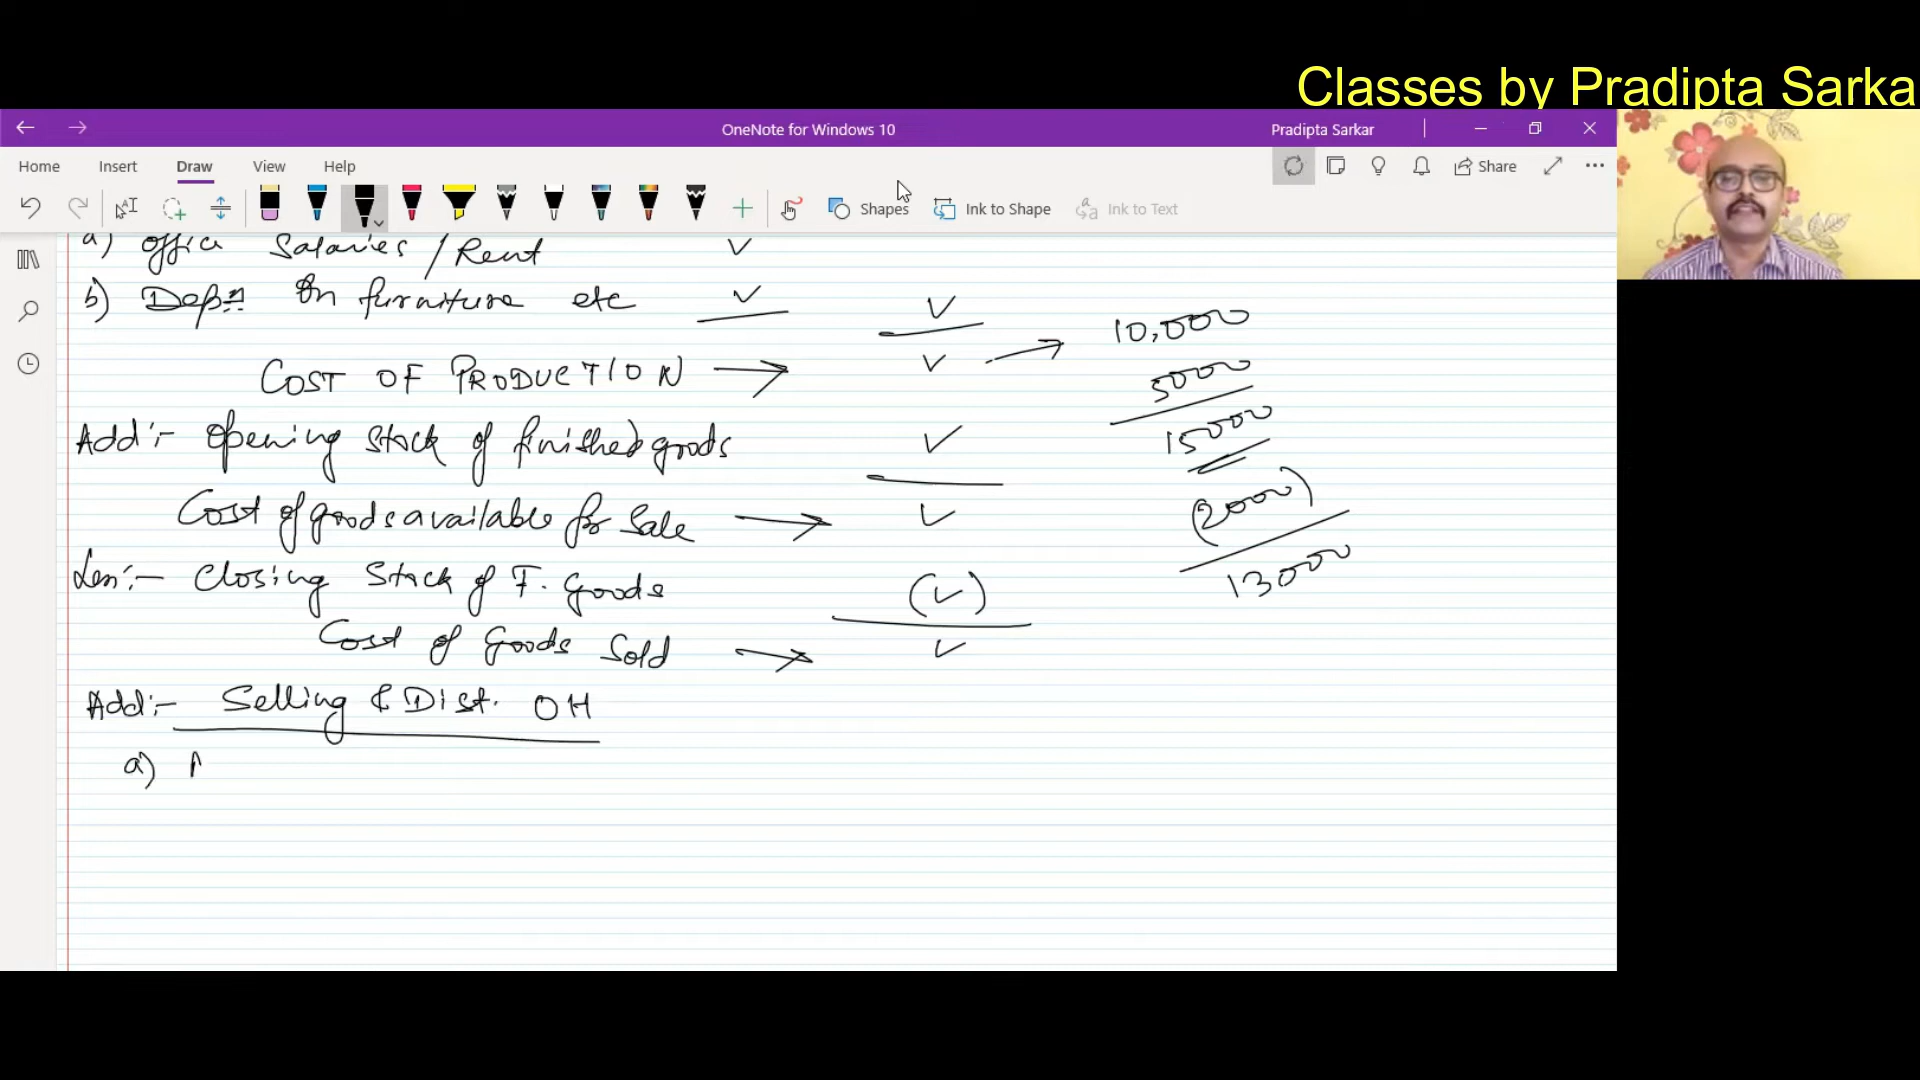 Classes by Pradipta Sarka
OneNote for Windows 10
Pradipta Sarkar
Home Insert Draw View Help
Share
Shapes Ink to Shape Ink to Text
a) Office Salaries / Rent ✓
b) Depn On furniture etc ✓ ✓
COST OF PRODUCTION → ✓ → 10,000
5000
Add:- Opening Stock of finished goods ✓ 15000
Cost of goods available for Sale → ✓ (2000)
Less:- Closing Stock of F. Goods (✓) 13000
Cost of Goods Sold → ✓
Add:- Selling & Dist. OH
a)